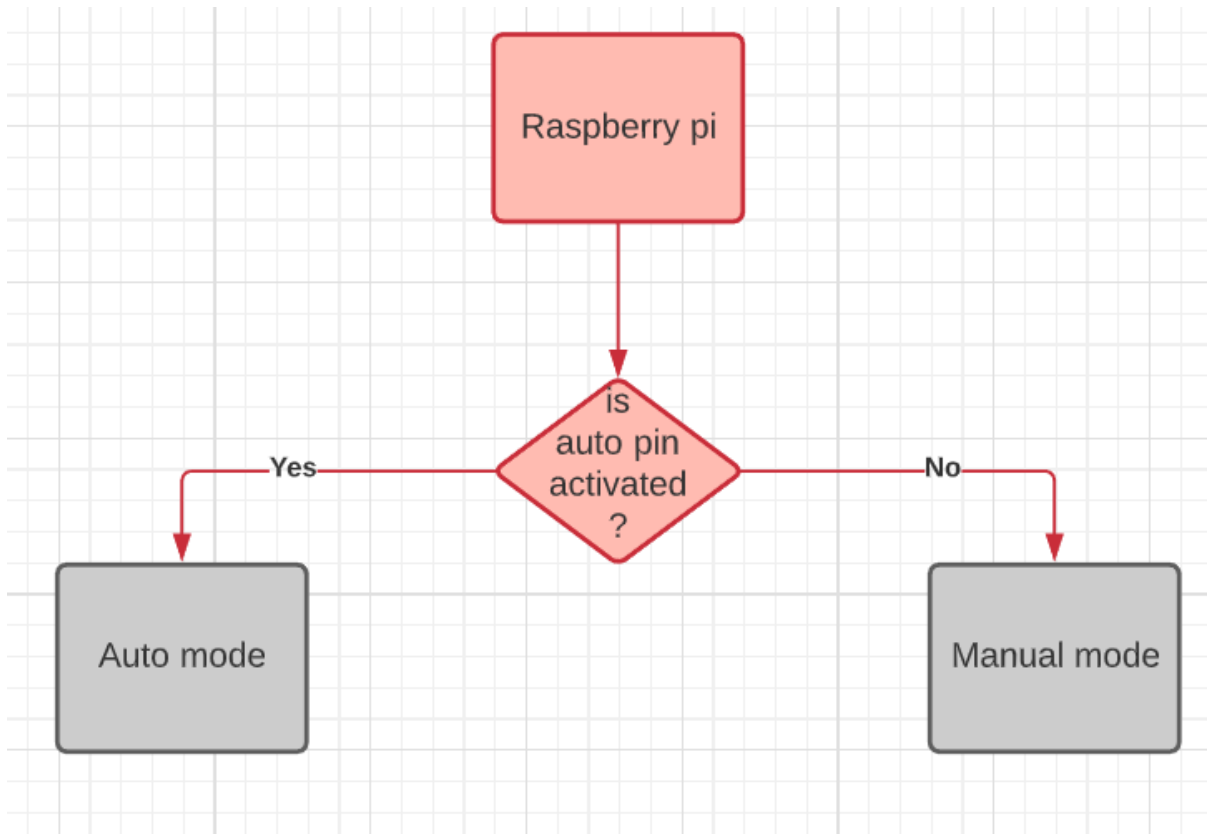 Raspberry pi
is
auto pin
activated
?
Yes
No
Auto mode
Manual mode